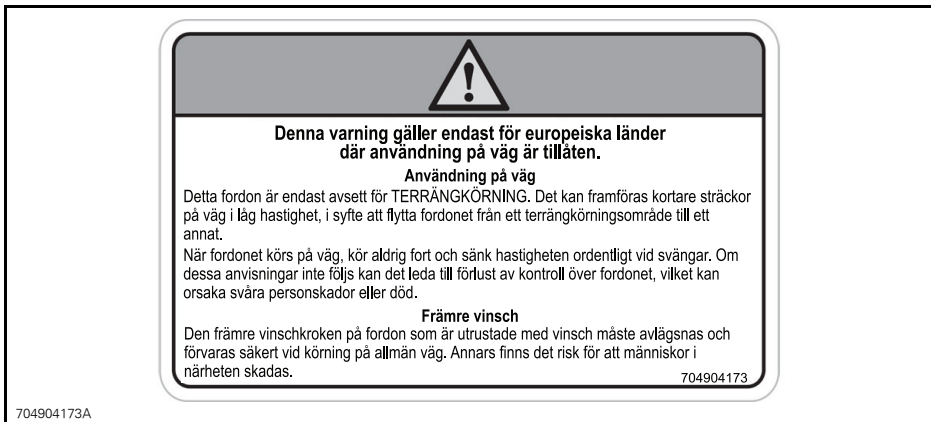 Denna varning gäller endast för europeiska länder
där användning på väg är tillåten.
Användning på väg
Detta fordon är endast avsett för TERRÄNGKÖRNING. Det kan framföras kortare sträckor
på väg i låg hastighet, i syfte att flytta fordonet från ett terrängkörningsområde till ett
annat.
När fordonet körs på väg, kör aldrig fort och sänk hastigheten ordentligt vid svängar. Om
dessa anvisningar inte följs kan det leda till förlust av kontroll över fordonet, vilket kan
orsaka svåra personskador eller död.
Främre vinsch
Den främre vinschkroken på fordon som är utrustade med vinsch måste avlägsnas och
förvaras säkert vid körning på allmän väg. Annars finns det risk för att människor i
närheten skadas.
704904173
704904173A